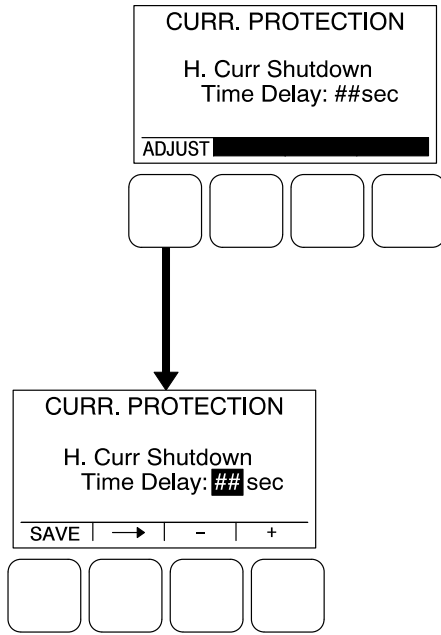 CURR. PROTECTION
H. Curr Shutdown
Time Delay: ##sec
ADJUST
CURR. PROTECTION
H. Curr Shutdown
Time Delay: ## sec
SAVE | → | - | +